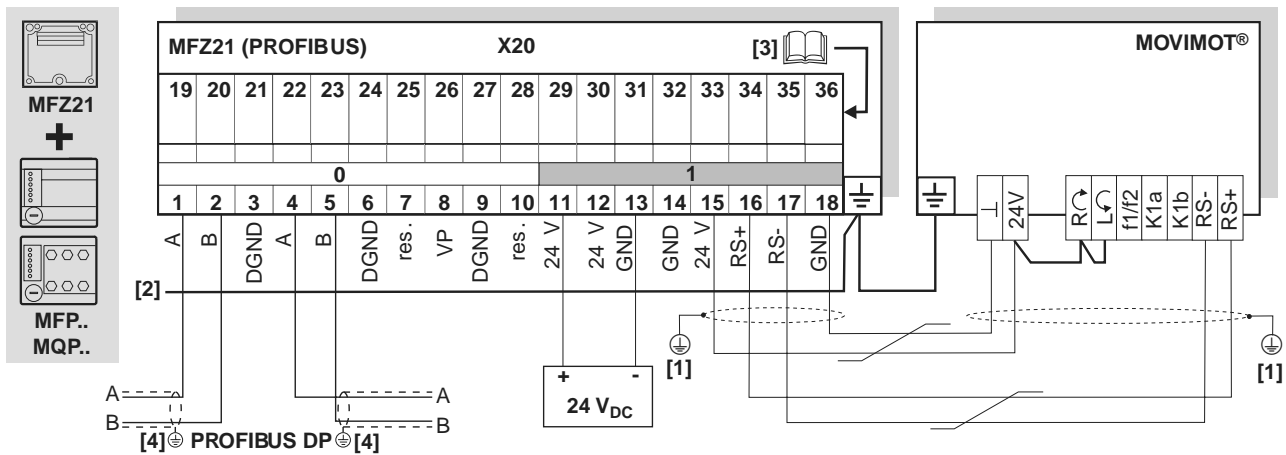 MFZ21 (PROFIBUS) X20 [3] MOVIMOT®
19 20 21 22 23 24 25 26 27 28 29 30 31 32 33 34 35 36
MFZ21
+
0 1
1 2 3 4 5 6 7 8 9 10 11 12 13 14 15 16 17 18
A B DGND A B DGND res. VP DGND res. 24 V 24 V GND GND 24 V RS+ RS- GND
24V R L f1/f2 K1a K1b RS- RS+
[2]
MFP..
MQP..
[1] [1]
+ -
24 VDC
A A
B B
[4] PROFIBUS DP [4]